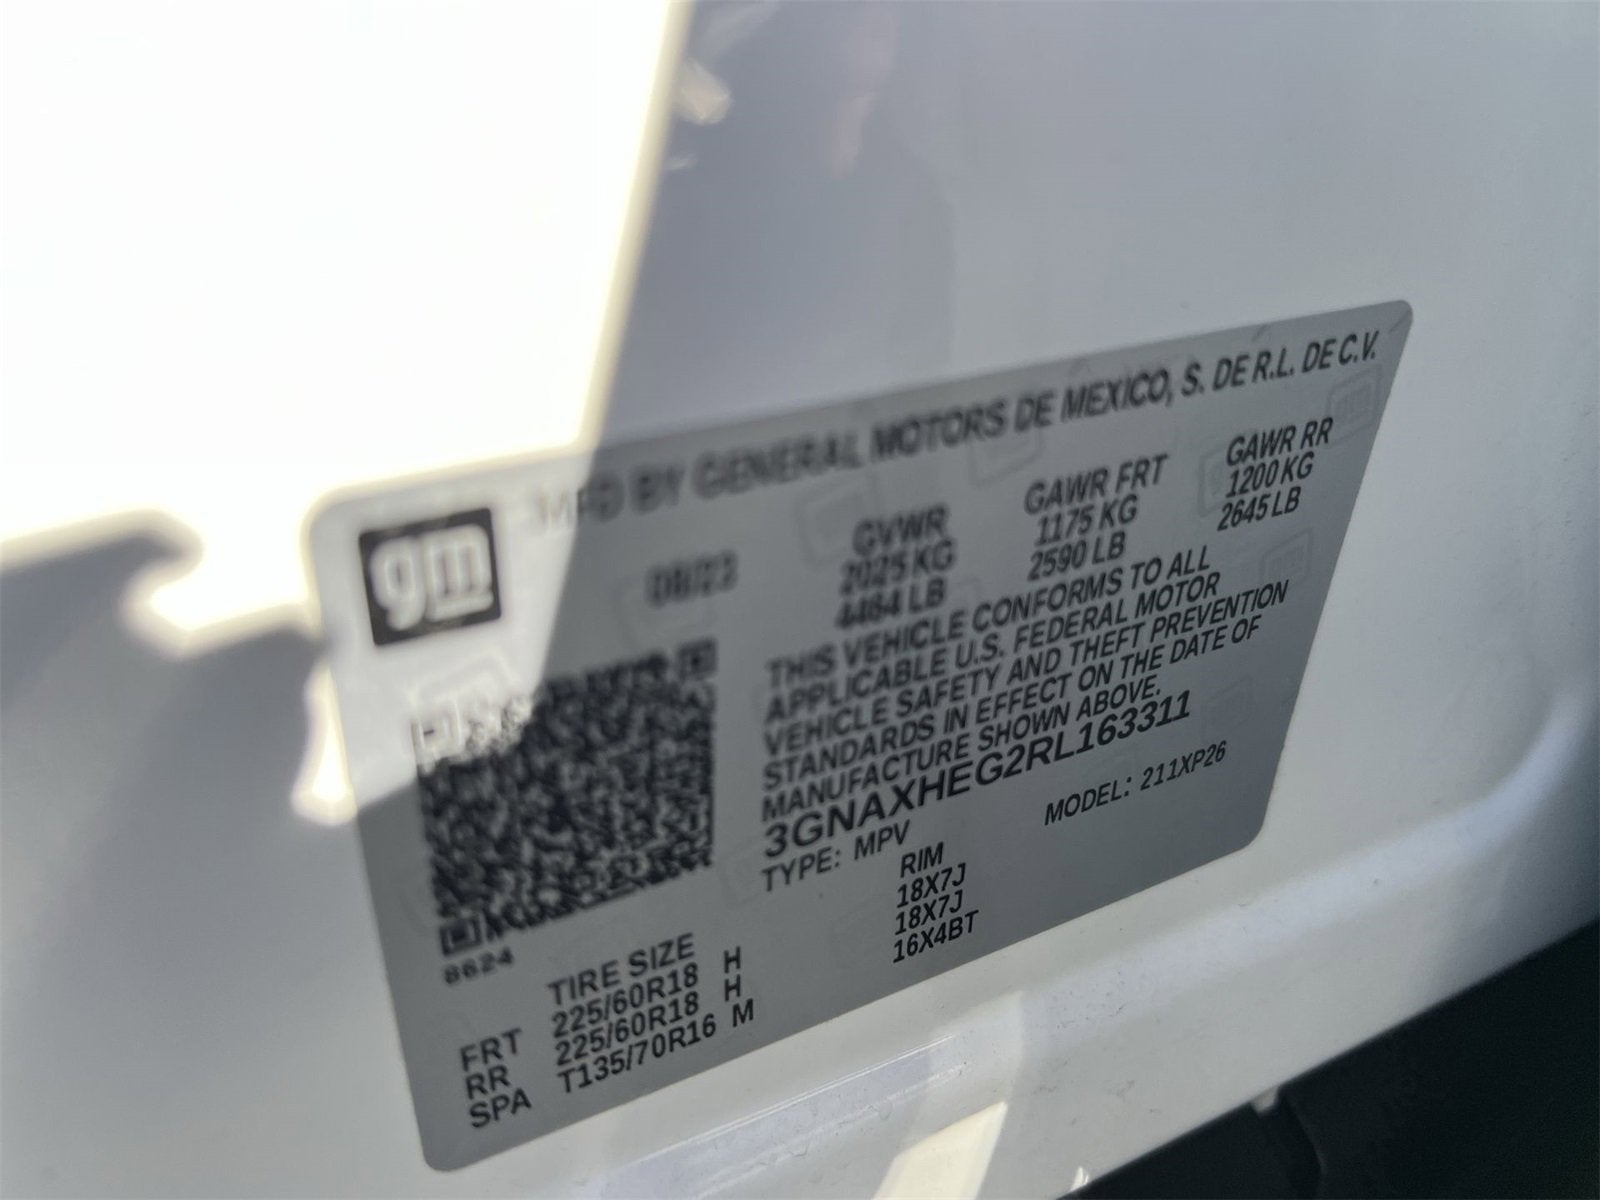 gm
MFD BY GENERAL MOTORS DE MEXICO, S. DE R.L. DE C.V.
08/23 GVWR GAWR FRT GAWR RR
2025 KG 1175 KG 1200 KG
4464 LB 2590 LB 2645 LB
THIS VEHICLE CONFORMS TO ALL
APPLICABLE U.S. FEDERAL MOTOR
VEHICLE SAFETY AND THEFT PREVENTION
STANDARDS IN EFFECT ON THE DATE OF
MANUFACTURE SHOWN ABOVE.
3GNAXHEG2RL163311
TYPE: MPV MODEL: 211XP26
8624
TIRE SIZE RIM
FRT 225/60R18 H 18X7J
RR 225/60R18 H 18X7J
SPA T135/70R16 M 16X4BT